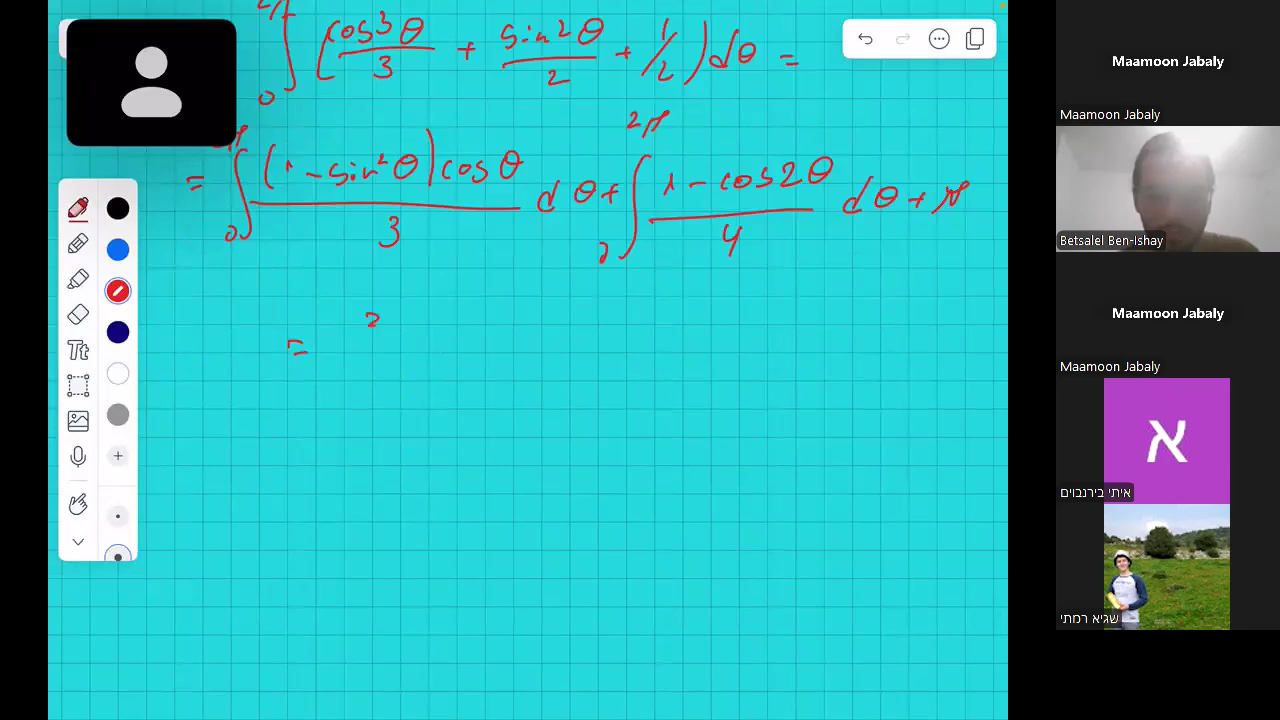 2π
∫ (cos³θ/3 + sin²θ/2 + 1/2) dθ =
0
2π
= ∫ (1 - sin²θ) cosθ / 3 dθ + ∫ 1 - cos2θ / 4 dθ + π
2π
0
0
=
Tt
Maamoon Jabaly
Maamoon Jabaly
Betsalel Ben-Ishay
Maamoon Jabaly
Maamoon Jabaly
א
איתי בירנבוים
שגיא רמתי